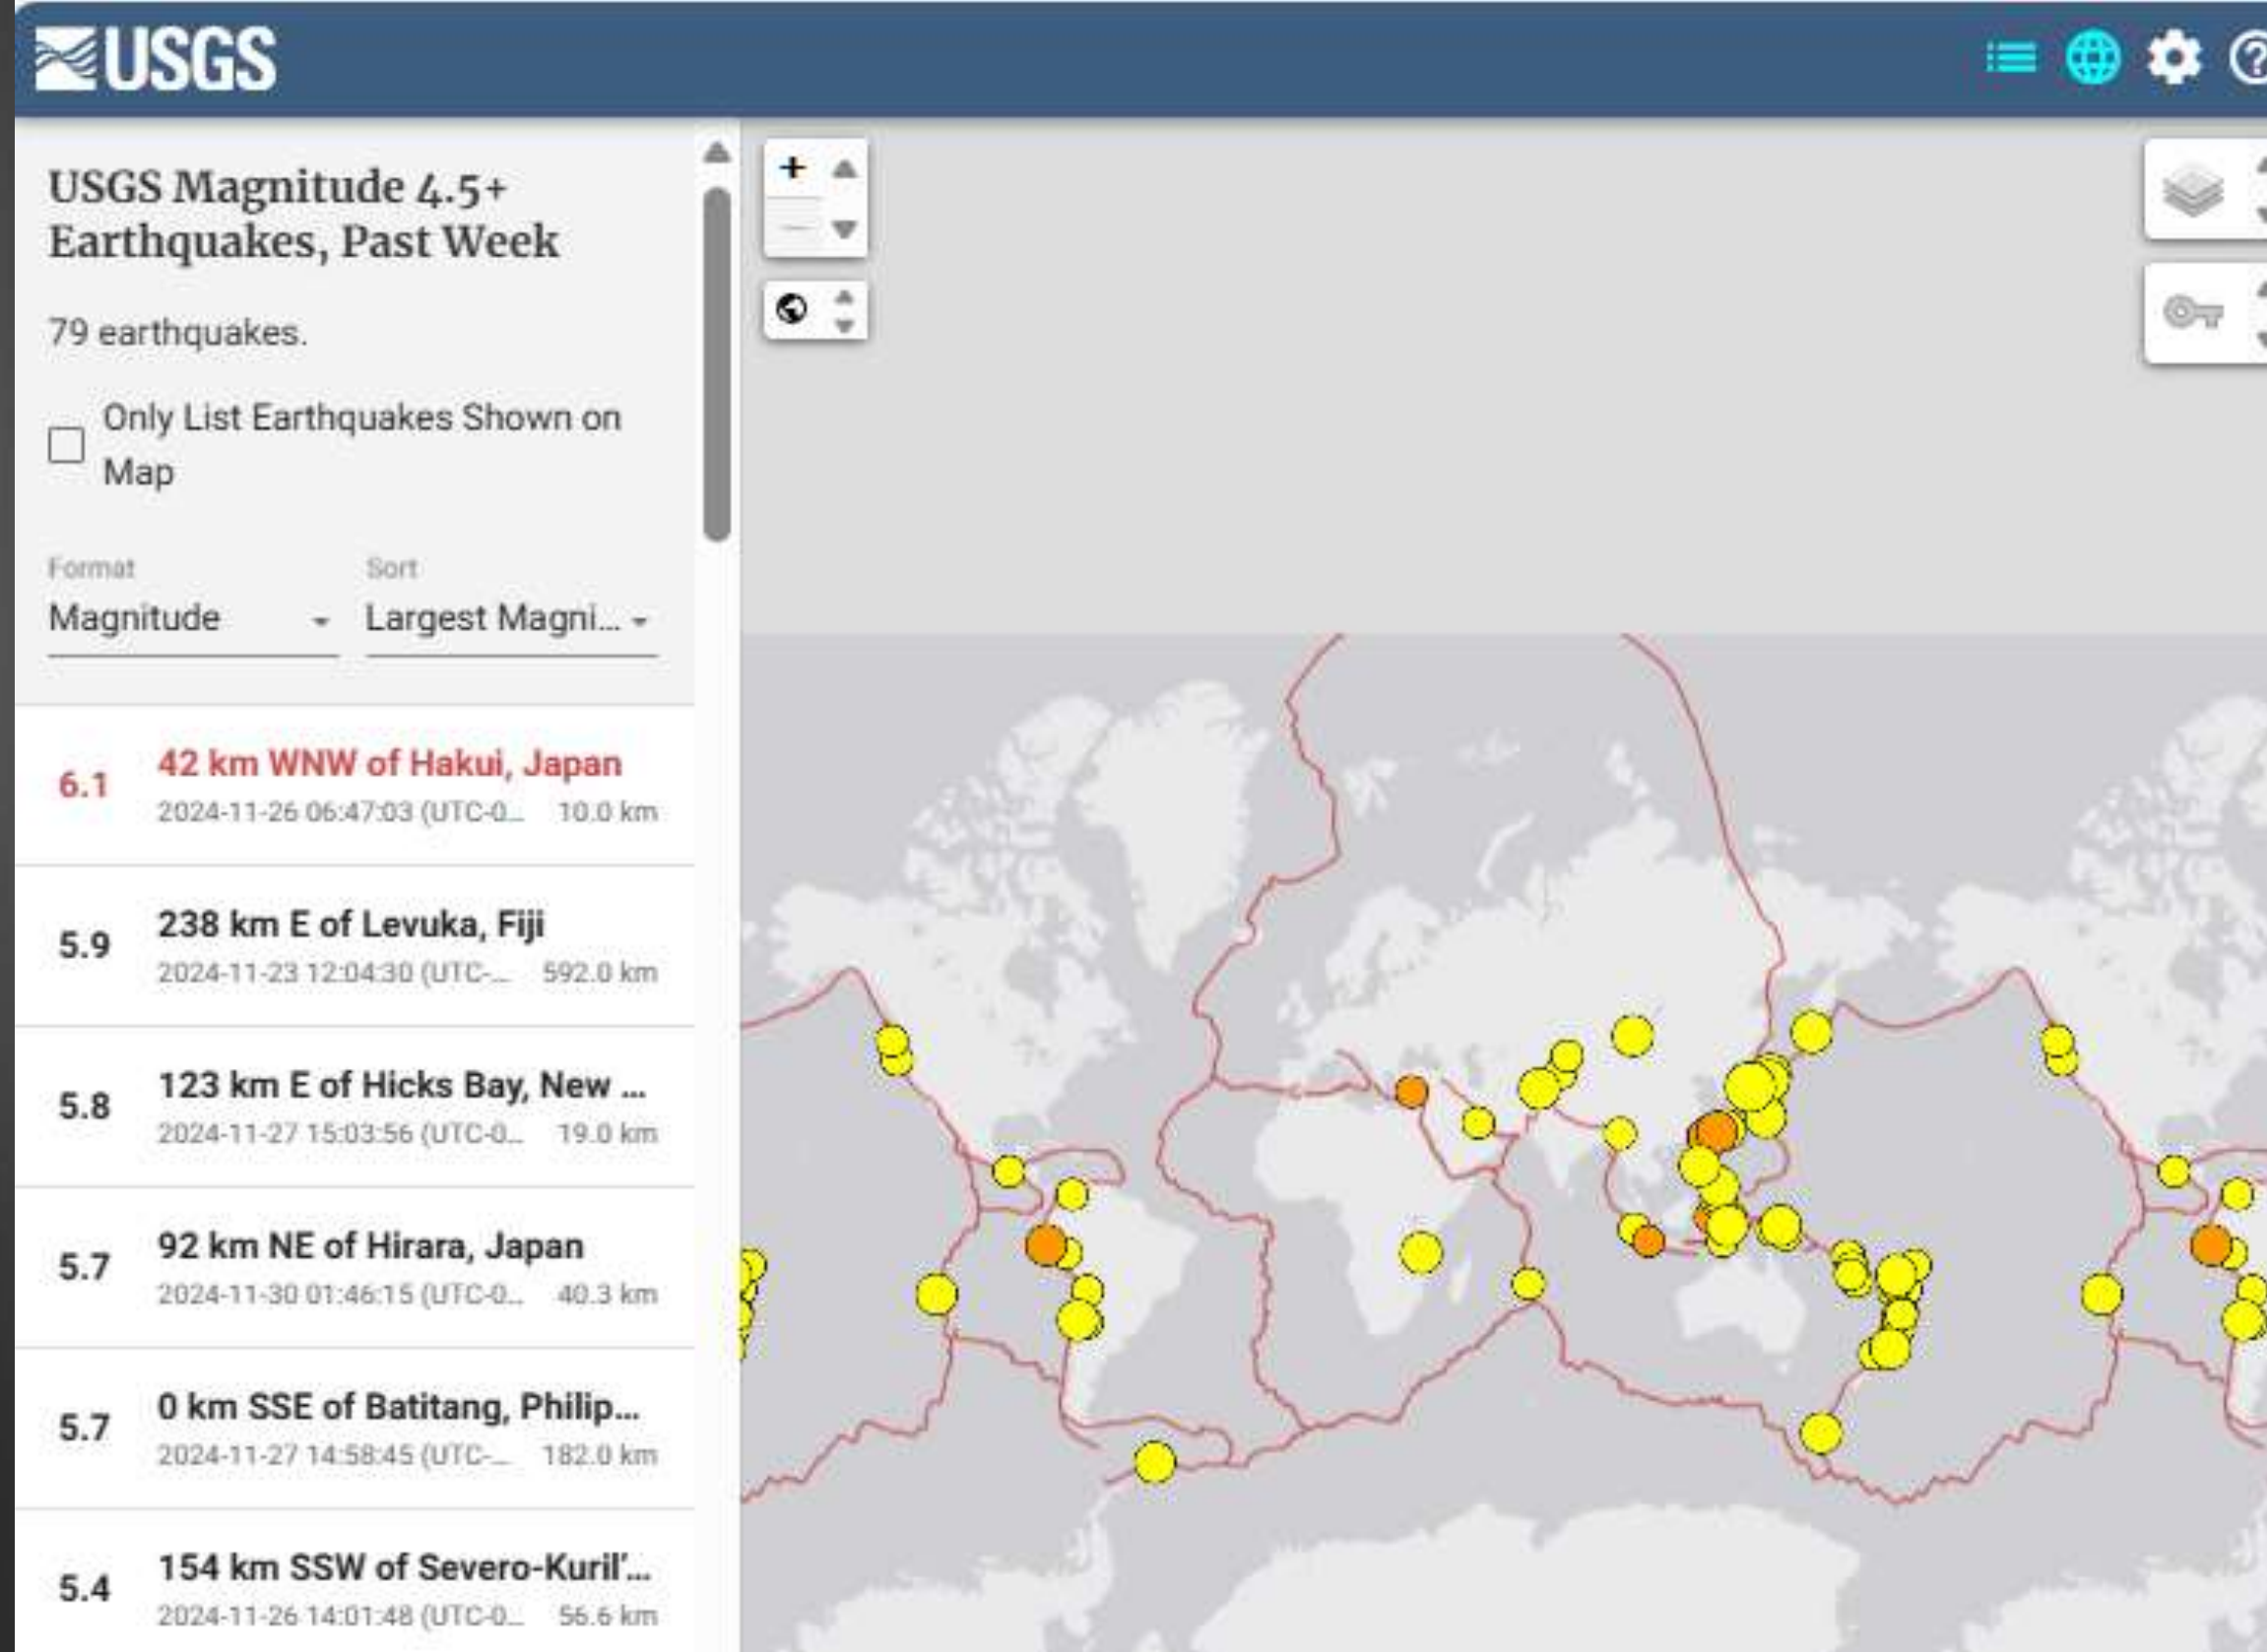 USGS
USGS Magnitude 4.5+
Earthquakes, Past Week
79 earthquakes.
Only List Earthquakes Shown on
Map
Format
Sort
Magnitude
Largest Magni...
6.1
42 km WNW of Hakui, Japan
2024-11-26 06:47:03 (UTC-0... 10.0 km
5.9
238 km E of Levuka, Fiji
2024-11-23 12:04:30 (UTC-... 592.0 km
5.8
123 km E of Hicks Bay, New ...
2024-11-27 15:03:56 (UTC-0... 19.0 km
5.7
92 km NE of Hirara, Japan
2024-11-30 01:46:15 (UTC-0... 40.3 km
5.7
0 km SSE of Batitang, Philip...
2024-11-27 14:58:45 (UTC-... 182.0 km
5.4
154 km SSW of Severo-Kuril’...
2024-11-26 14:01:48 (UTC-0... 56.6 km